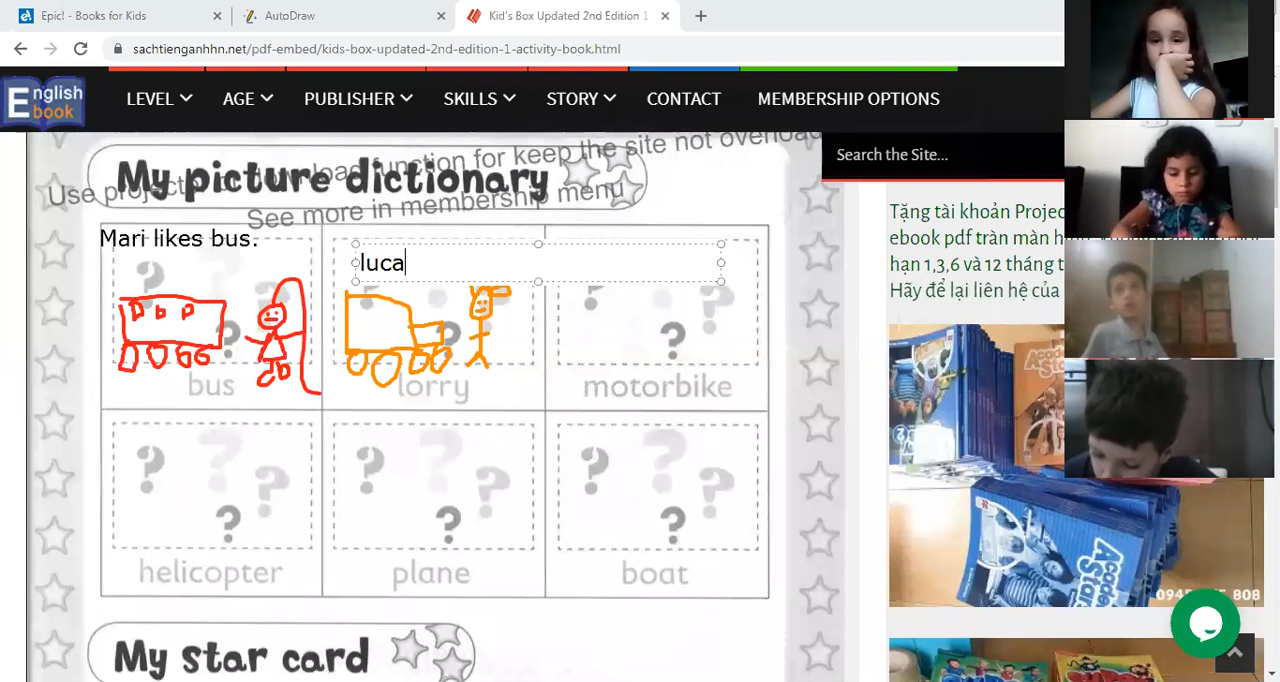 Epic! - Books for Kids
AutoDraw
Kid's Box Updated 2nd Edition 1
sachtienganhhn.net/pdf-embed/kids-box-updated-2nd-edition-1-activity-book.html
English
Ebook
LEVEL AGE PUBLISHER SKILLS STORY CONTACT MEMBERSHIP OPTIONS
Search the Site...
function for keep the site not overload
Use project
See more in membership menu
My picture dictionary
Mari likes bus.
luca
bus lorry motorbike
helicopter plane boat
My star card
Tặng tài khoản Projec
ebook pdf tràn màn
hạn 1,3,6 và 12 tháng t
Hãy để lại liên hệ của
Academy
Stars
808